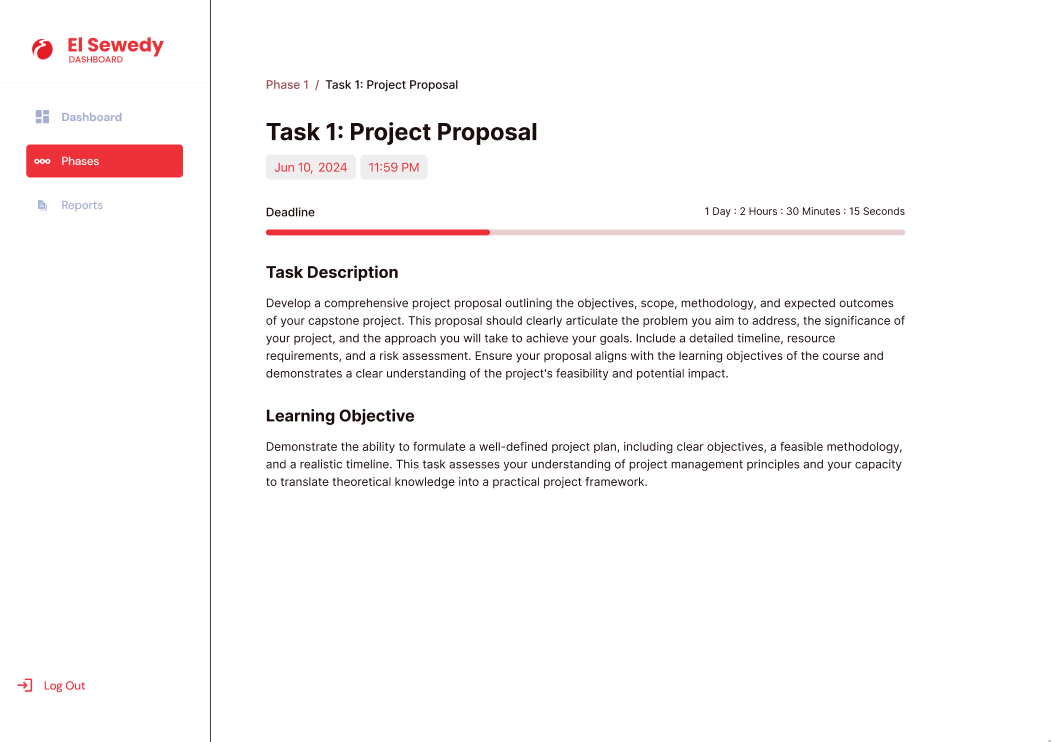 El Sewedy
DASHBOARD
Dashboard
Phases
Reports
Log Out
Phase 1 / Task 1: Project Proposal
Task 1: Project Proposal
Jun 10, 2024 11:59 PM
Deadline 1 Day : 2 Hours : 30 Minutes : 15 Seconds
Task Description
Develop a comprehensive project proposal outlining the objectives, scope, methodology, and expected outcomes
of your capstone project. This proposal should clearly articulate the problem you aim to address, the significance of
your project, and the approach you will take to achieve your goals. Include a detailed timeline, resource
requirements, and a risk assessment. Ensure your proposal aligns with the learning objectives of the course and
demonstrates a clear understanding of the project's feasibility and potential impact.
Learning Objective
Demonstrate the ability to formulate a well-defined project plan, including clear objectives, a feasible methodology,
and a realistic timeline. This task assesses your understanding of project management principles and your capacity
to translate theoretical knowledge into a practical project framework.